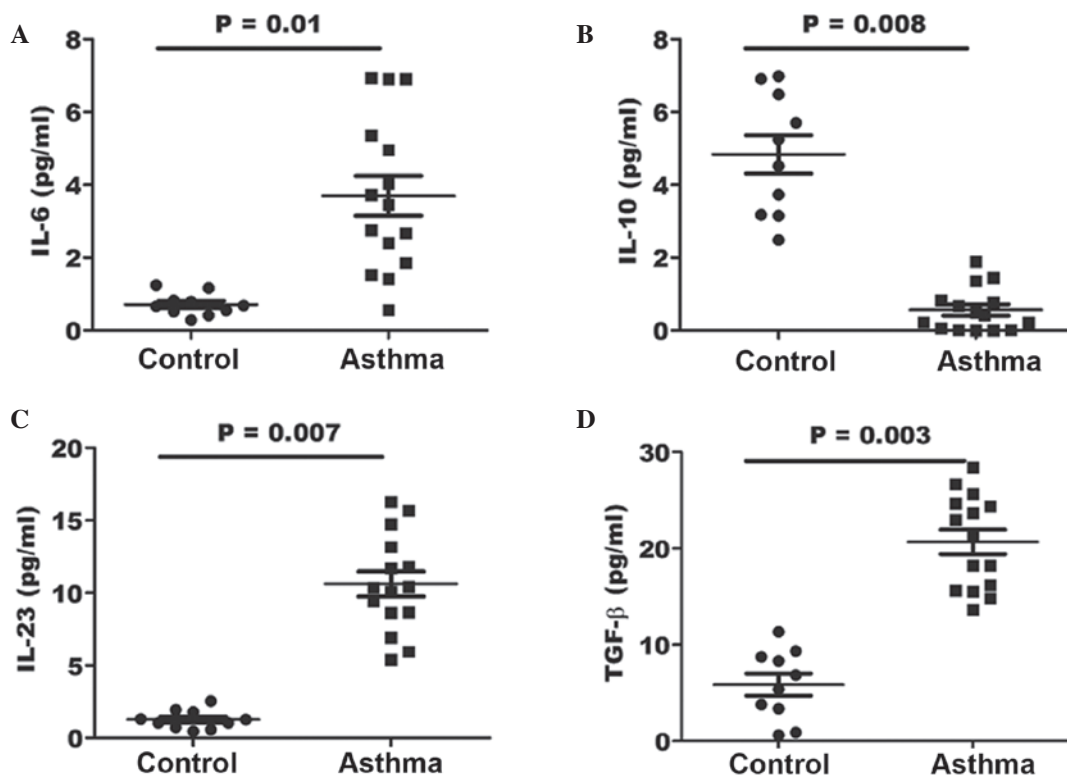 A
P = 0.01
IL-6 (pg/ml)
8
6
4
2
0
Control
Asthma
B
P = 0.008
IL-10 (pg/ml)
8
6
4
2
0
Control
Asthma
C
P = 0.007
IL-23 (pg/ml)
20
15
10
5
0
Control
Asthma
D
P = 0.003
TGF-β (pg/ml)
30
20
10
0
Control
Asthma